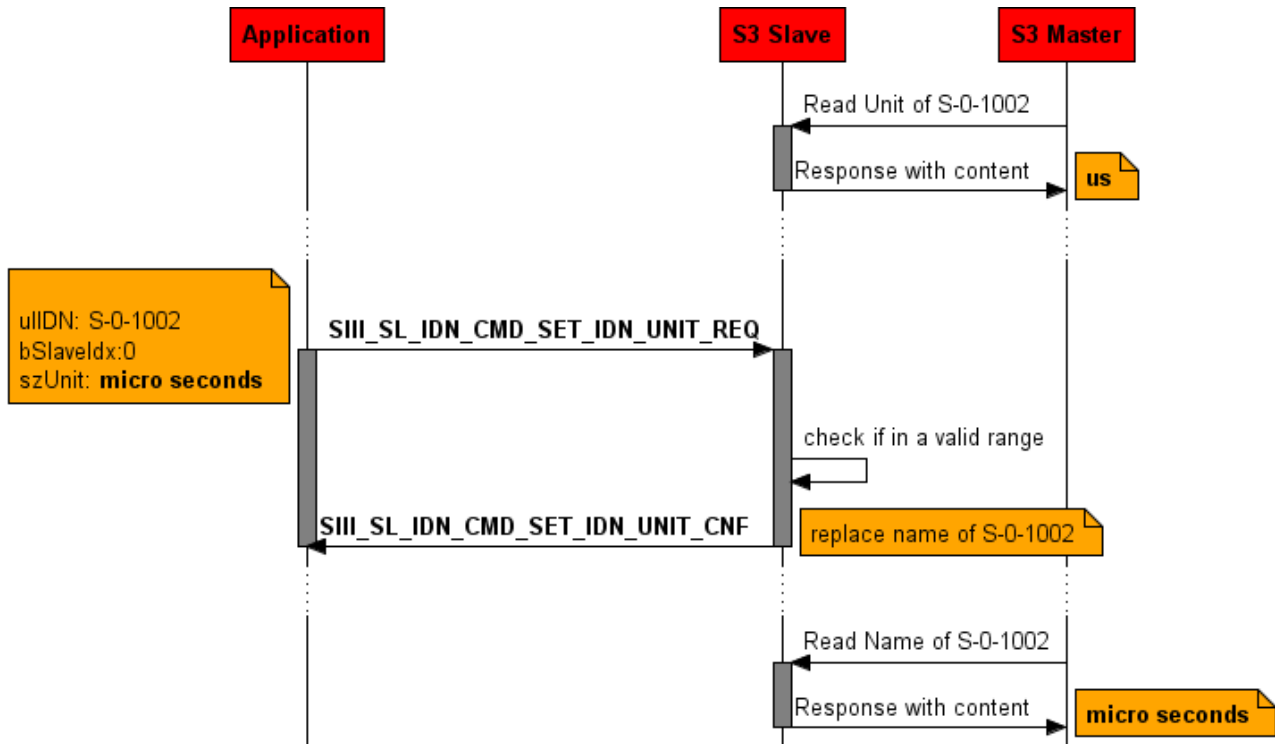 Application
S3 Slave
S3 Master
Read Unit of S-0-1002
Response with content
us
ulIDN: S-0-1002
bSlaveIdx:0
szUnit: micro seconds
SIII_SL_IDN_CMD_SET_IDN_UNIT_REQ
check if in a valid range
SIII_SL_IDN_CMD_SET_IDN_UNIT_CNF
replace name of S-0-1002
Read Name of S-0-1002
Response with content
micro seconds